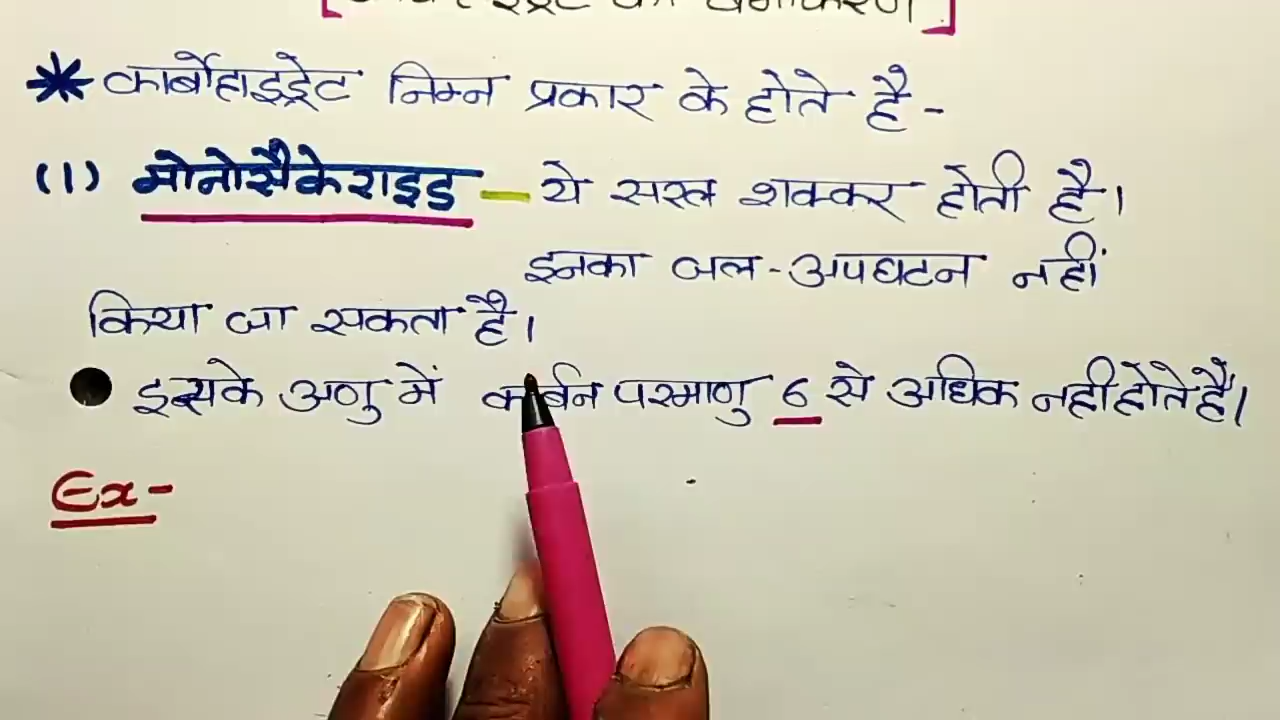 * कार्बोहाइड्रेट निम्न प्रकार के होते है -
(1) मोनोसैकेराइड - ये सरल शक्कर होती है।
इनका जल-अपघटन नहीं
किया जा सकता है।
● इसके अणु में कार्बन परमाणु 6 से अधिक नहीं होते हैं।
Ex -